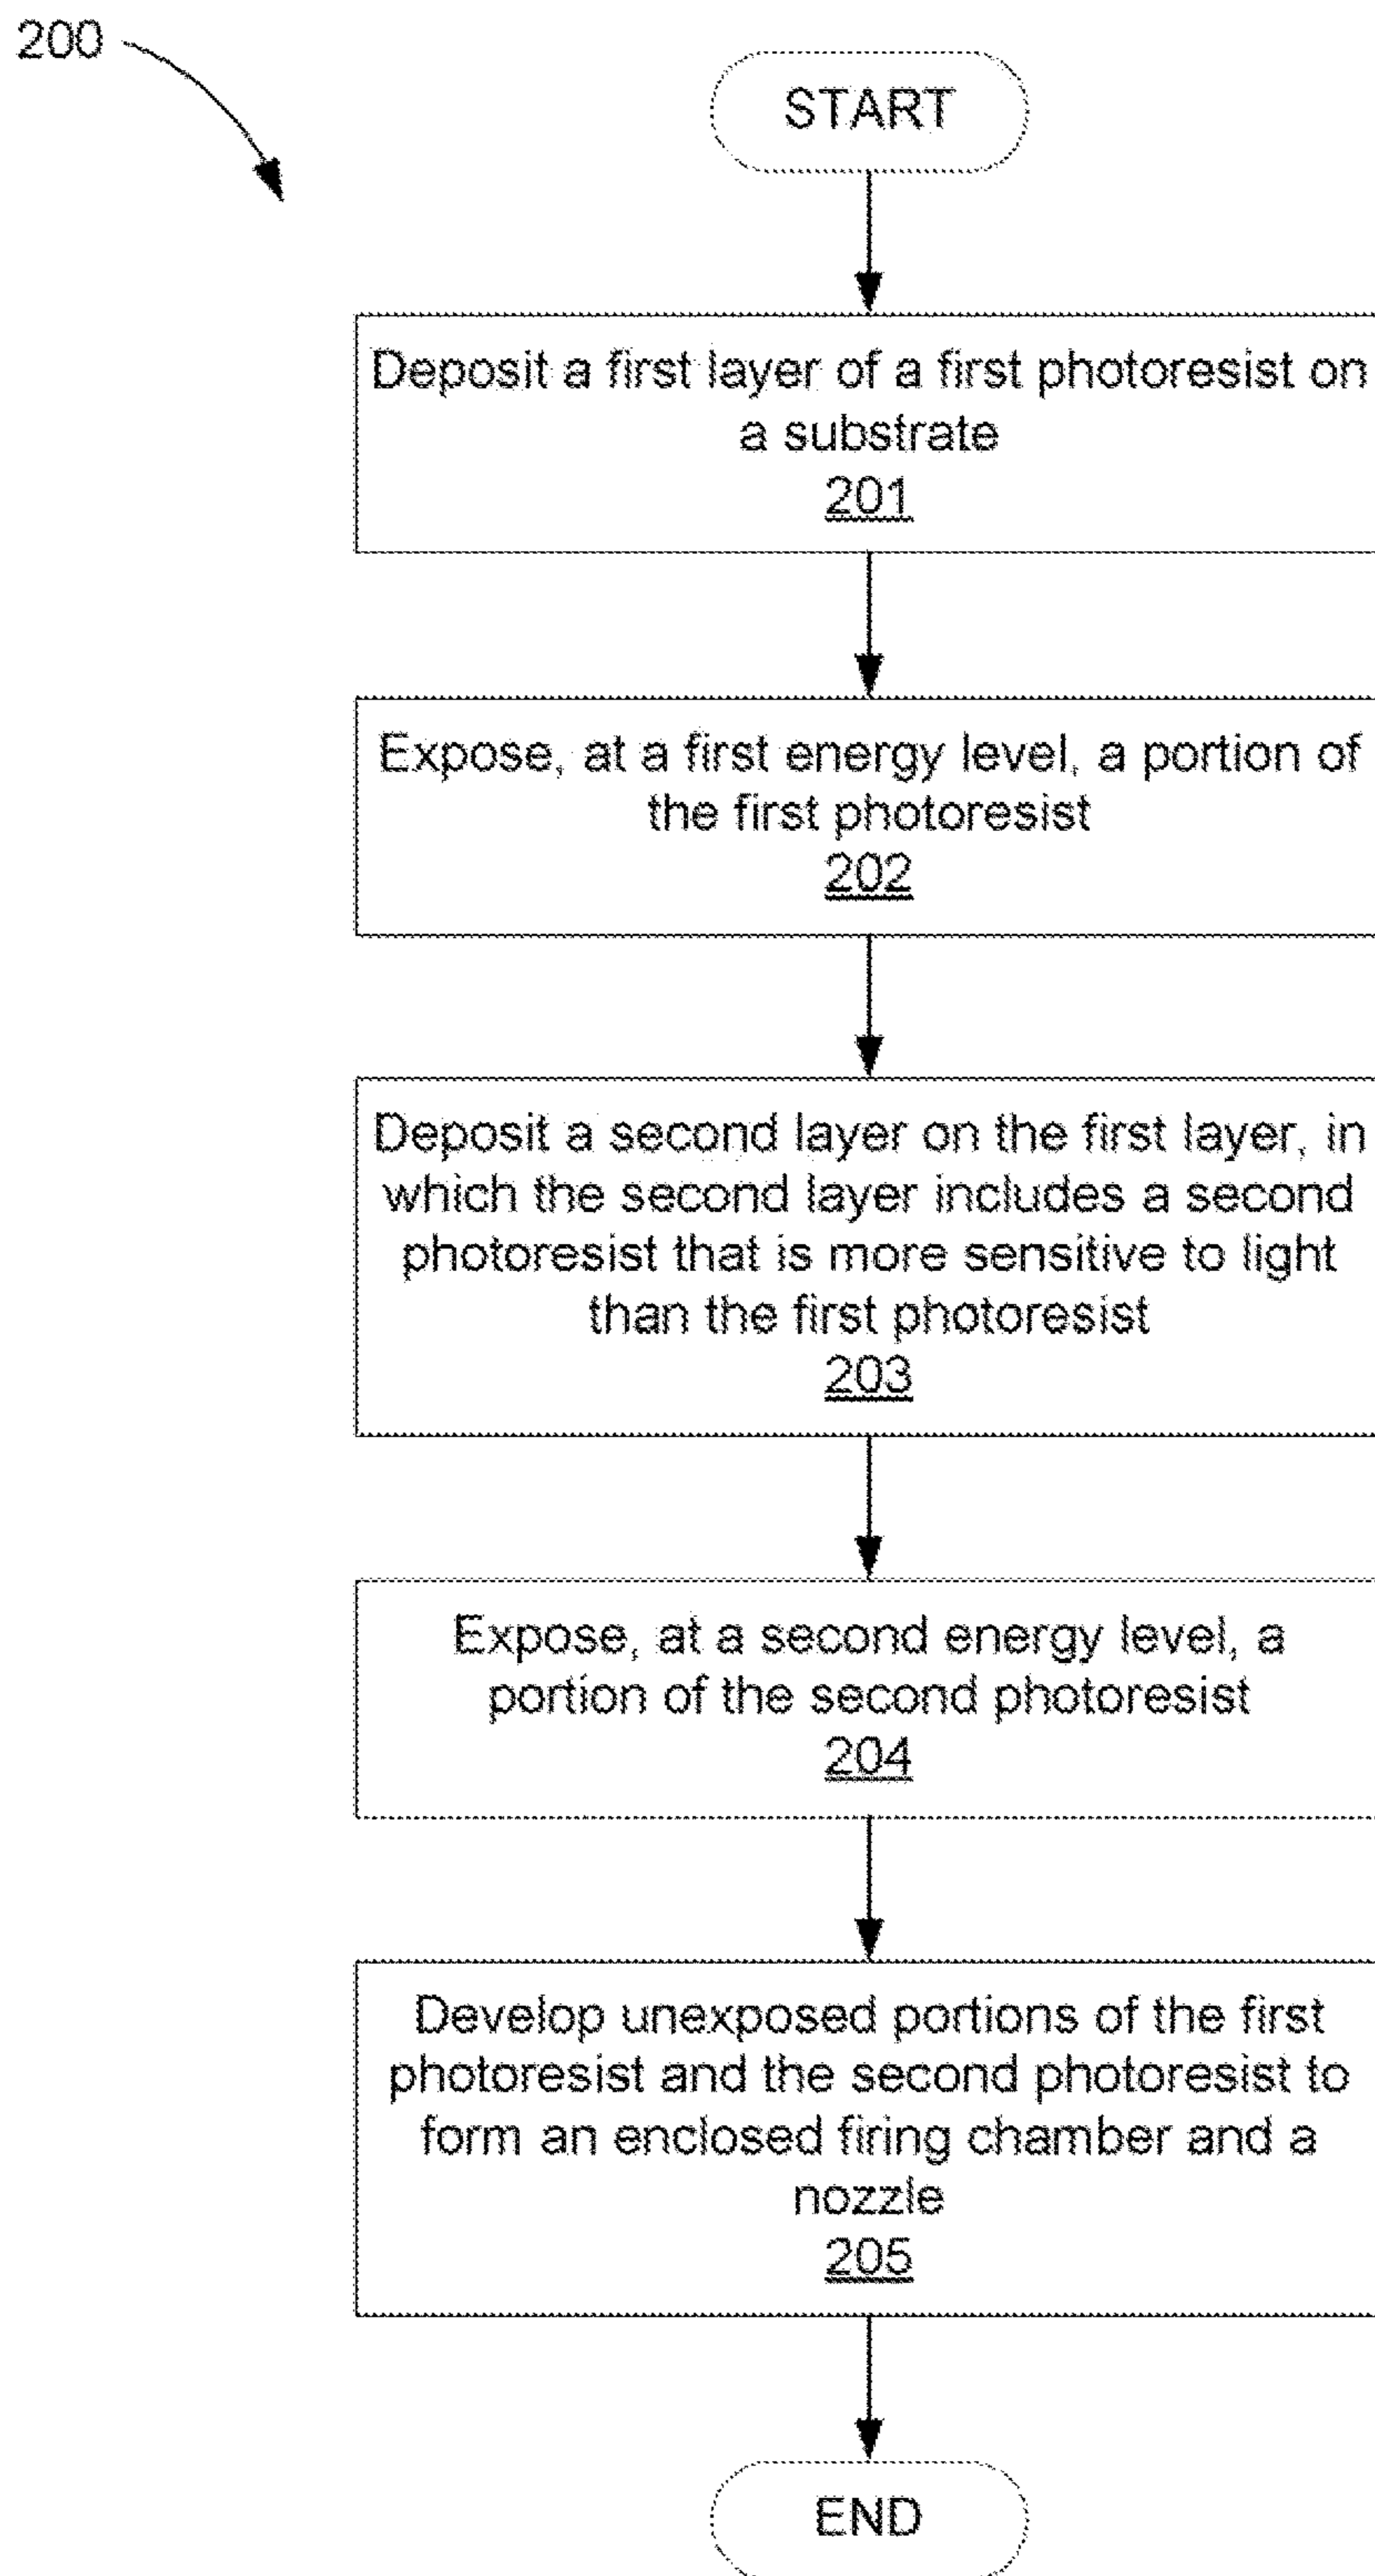 200
START
Deposit a first layer of a first photoresist on
a substrate
201
Expose, at a first energy level, a portion of
the first photoresist
202
Deposit a second layer on the first layer, in
which the second layer includes a second
photoresist that is more sensitive to light
than the first photoresist
203
Expose, at a second energy level, a
portion of the second photoresist
204
Develop unexposed portions of the first
photoresist and the second photoresist to
form an enclosed firing chamber and a
nozzle
205
END